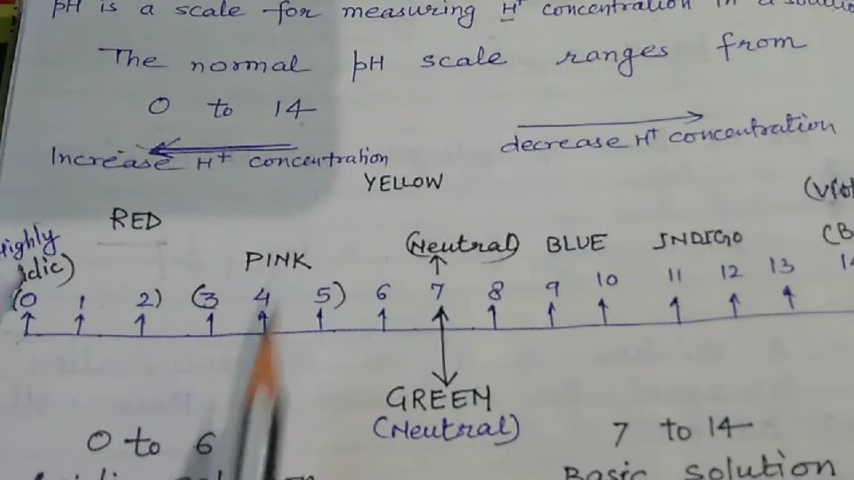 pH is a scale for measuring H⁺ concentration in a
The normal pH scale ranges from
0 to 14
Increase H⁺ concentration
decrease H⁺ concentration
YELLOW
RED
PINK
(Neutral)
BLUE
INDIGO
(0 1 2) (3 4 5) 6 7 8 9 10 11 12 13
GREEN
(Neutral)
0 to 6
7 to 14
Basic solution